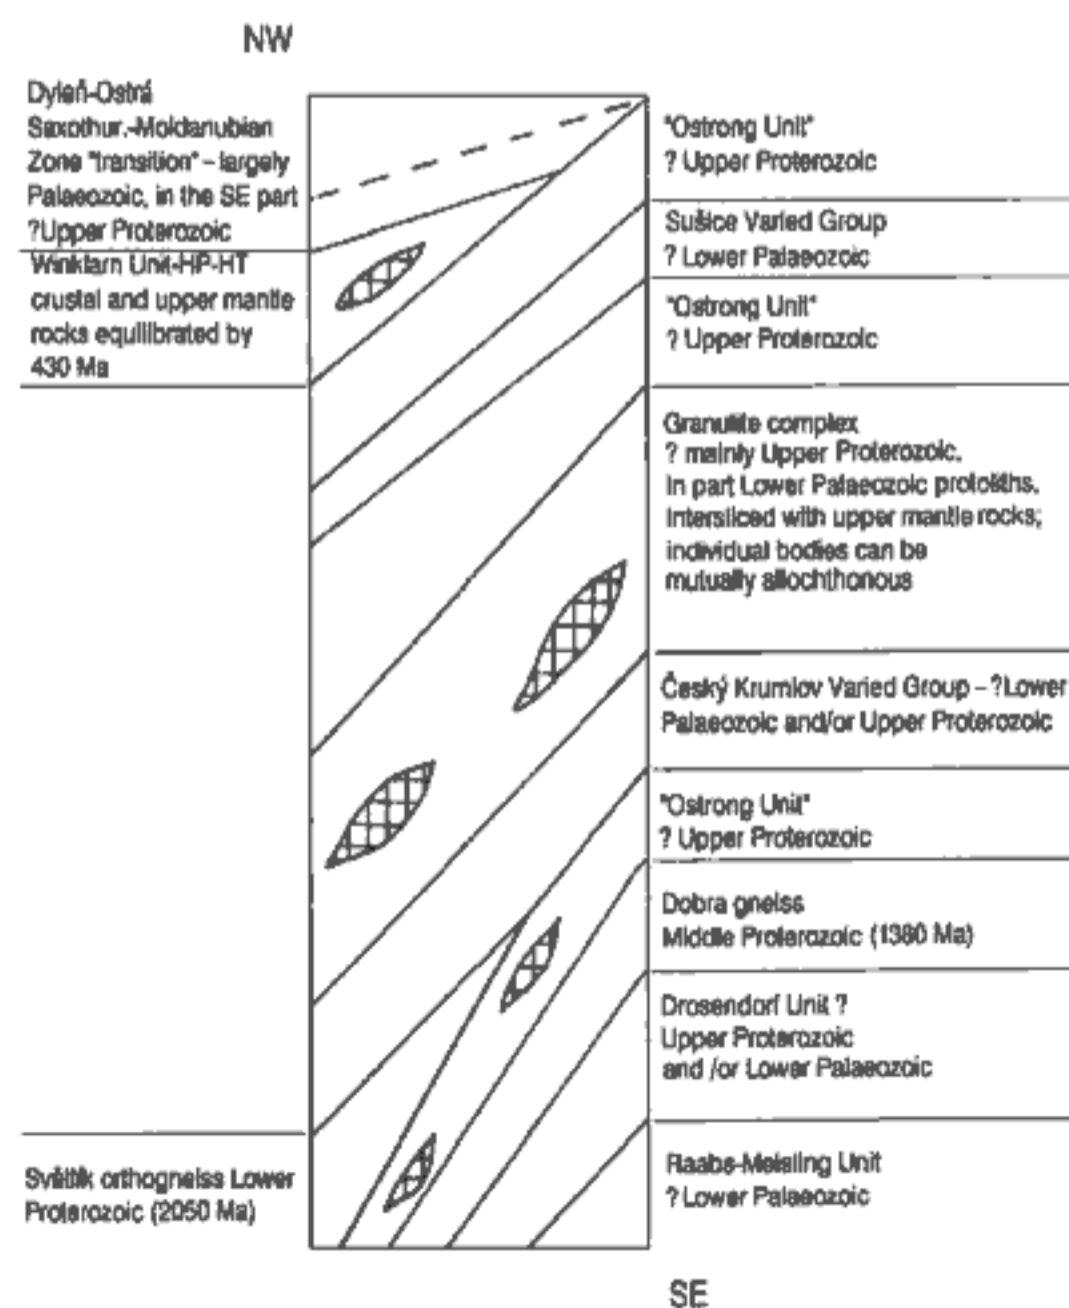 NW
Dyleň-Ostrá
Saxothur.-Moldanubian
Zone "transition" – largely
Palaeozoic, in the SE part
?Upper Proterozoic
Winklarn Unit-HP-HT
crustal and upper mantle
rocks equilibrated by
430 Ma
Světlík orthogneiss Lower
Proterozoic (2050 Ma)
"Ostrong Unit"
? Upper Proterozoic
Sušice Varied Group
? Lower Palaeozoic
"Ostrong Unit"
? Upper Proterozoic
Granulite complex
? mainly Upper Proterozoic,
in part Lower Palaeozoic protoliths.
Intersliced with upper mantle rocks;
individual bodies can be
mutually allochthonous
Český Krumlov Varied Group – ?Lower
Palaeozoic and/or Upper Proterozoic
"Ostrong Unit"
? Upper Proterozoic
Dobra gneiss
Middle Proterozoic (1380 Ma)
Drosendorf Unit ?
Upper Proterozoic
and /or Lower Palaeozoic
Raabs-Meisling Unit
? Lower Palaeozoic
SE